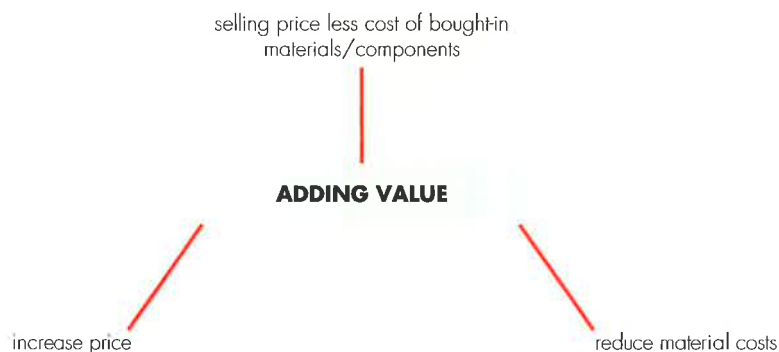 selling price less cost of bought-in
materials/components
ADDING VALUE
increase price
reduce material costs